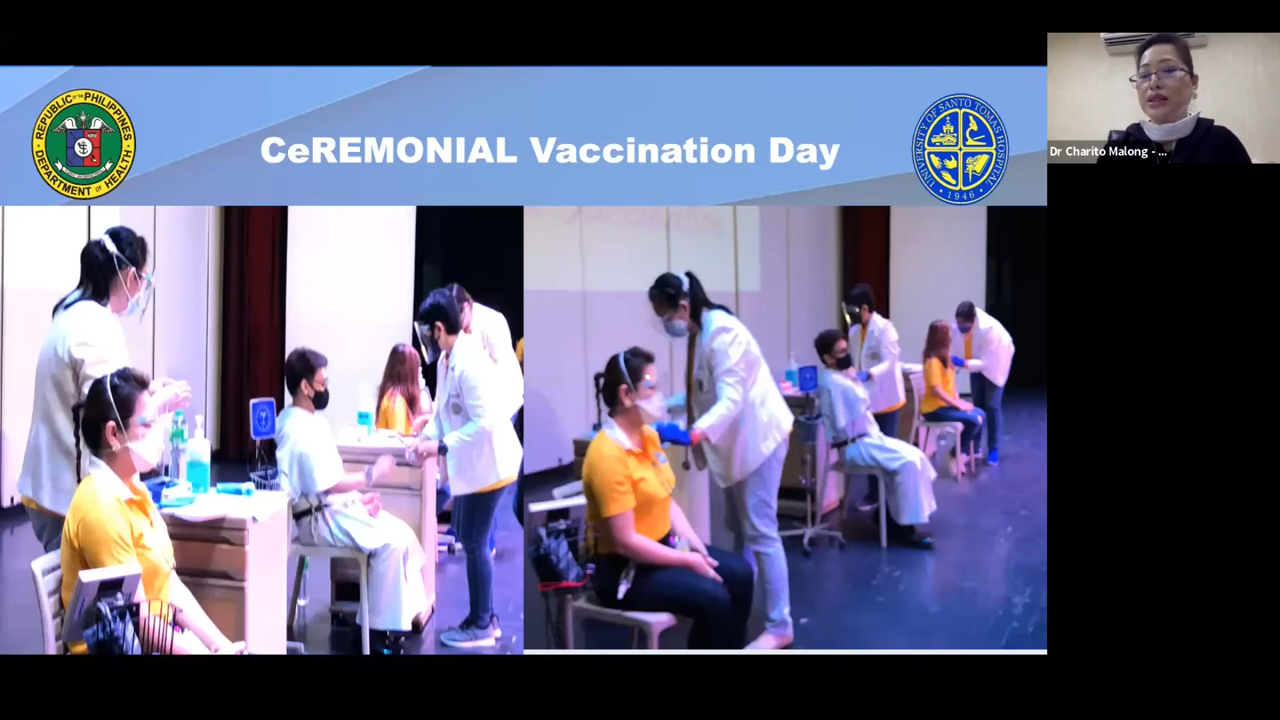 CeREMONIAL Vaccination Day
REPUBLIC OF THE PHILIPPINES
DEPARTMENT OF HEALTH
UNIVERSITY OF SANTO TOMAS HOSPITAL
• 1946 •
Dr Charito Malong - ...